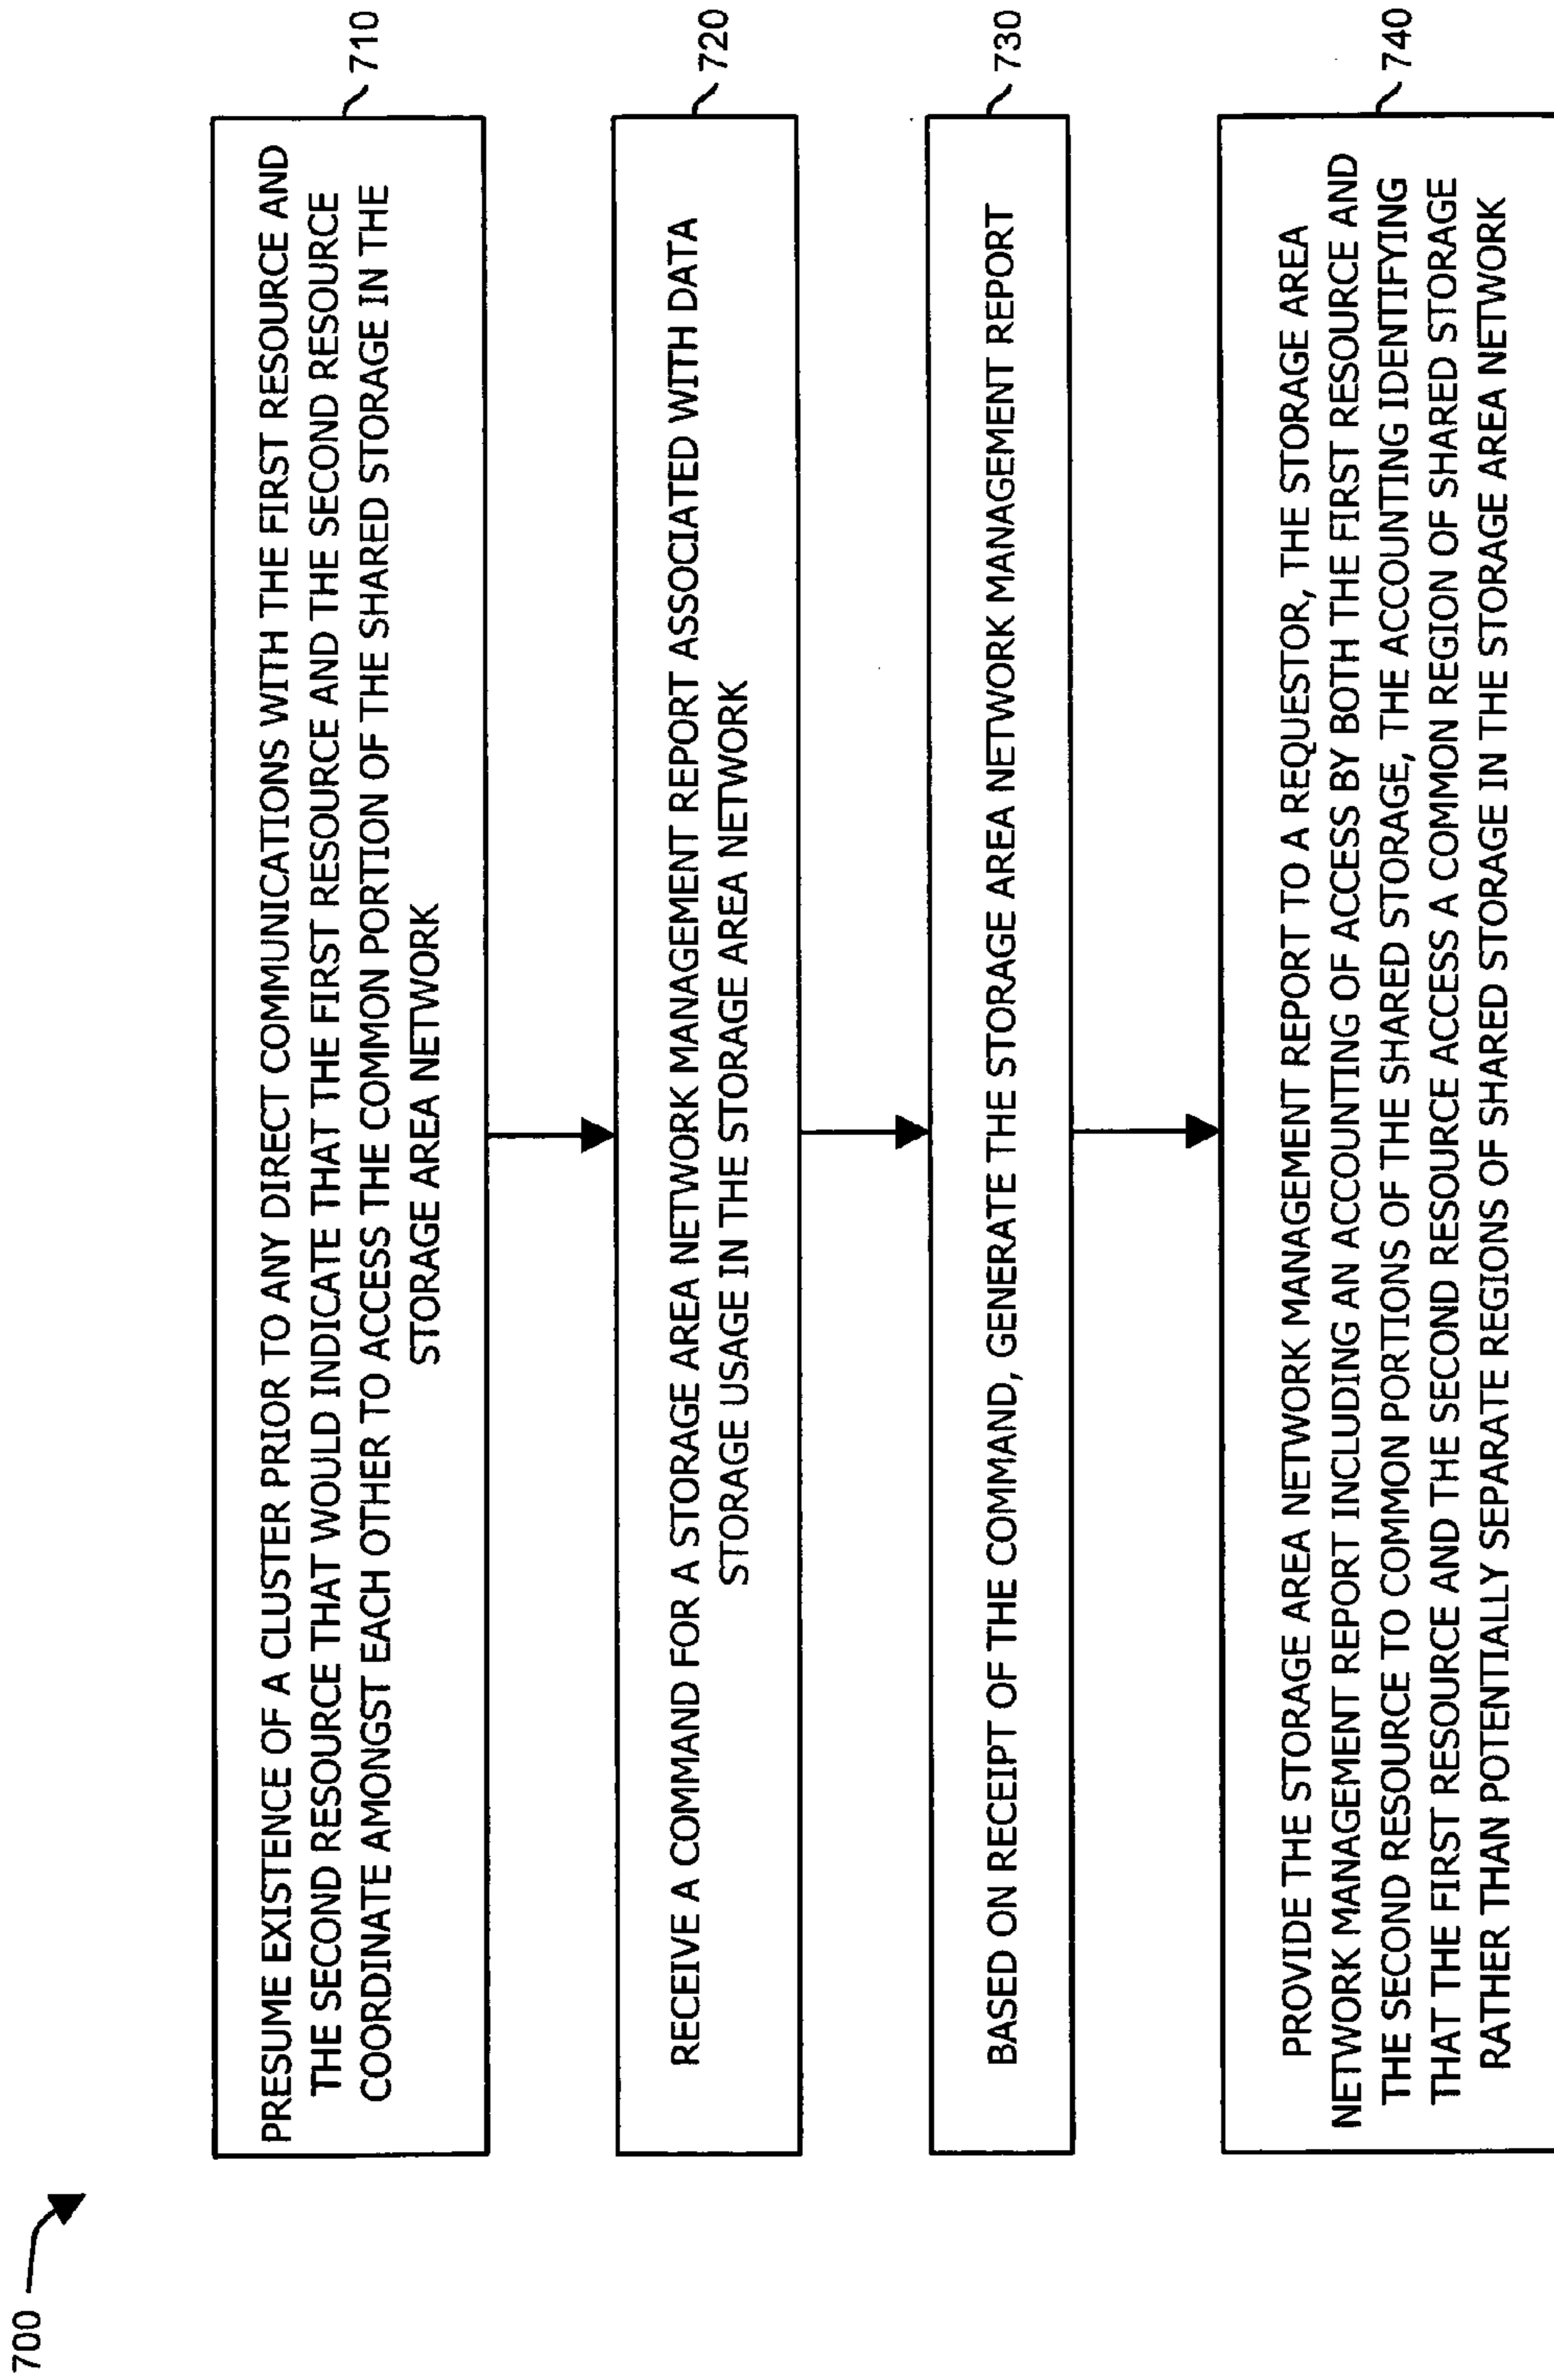 700
PRESUME EXISTENCE OF A CLUSTER PRIOR TO ANY DIRECT COMMUNICATIONS WITH THE FIRST RESOURCE AND
THE SECOND RESOURCE THAT WOULD INDICATE THAT THE FIRST RESOURCE AND THE SECOND RESOURCE
COORDINATE AMONGST EACH OTHER TO ACCESS THE COMMON PORTION OF THE SHARED STORAGE IN THE
STORAGE AREA NETWORK
710
RECEIVE A COMMAND FOR A STORAGE AREA NETWORK MANAGEMENT REPORT ASSOCIATED WITH DATA
STORAGE USAGE IN THE STORAGE AREA NETWORK
720
BASED ON RECEIPT OF THE COMMAND, GENERATE THE STORAGE AREA NETWORK MANAGEMENT REPORT
730
PROVIDE THE STORAGE AREA NETWORK MANAGEMENT REPORT TO A REQUESTOR, THE STORAGE AREA
NETWORK MANAGEMENT REPORT INCLUDING AN ACCOUNTING OF ACCESS BY BOTH THE FIRST RESOURCE AND
THE SECOND RESOURCE TO COMMON PORTIONS OF THE SHARED STORAGE, THE ACCOUNTING IDENTIFYING
THAT THE FIRST RESOURCE AND THE SECOND RESOURCE ACCESS A COMMON REGION OF SHARED STORAGE
RATHER THAN POTENTIALLY SEPARATE REGIONS OF SHARED STORAGE IN THE STORAGE AREA NETWORK
740